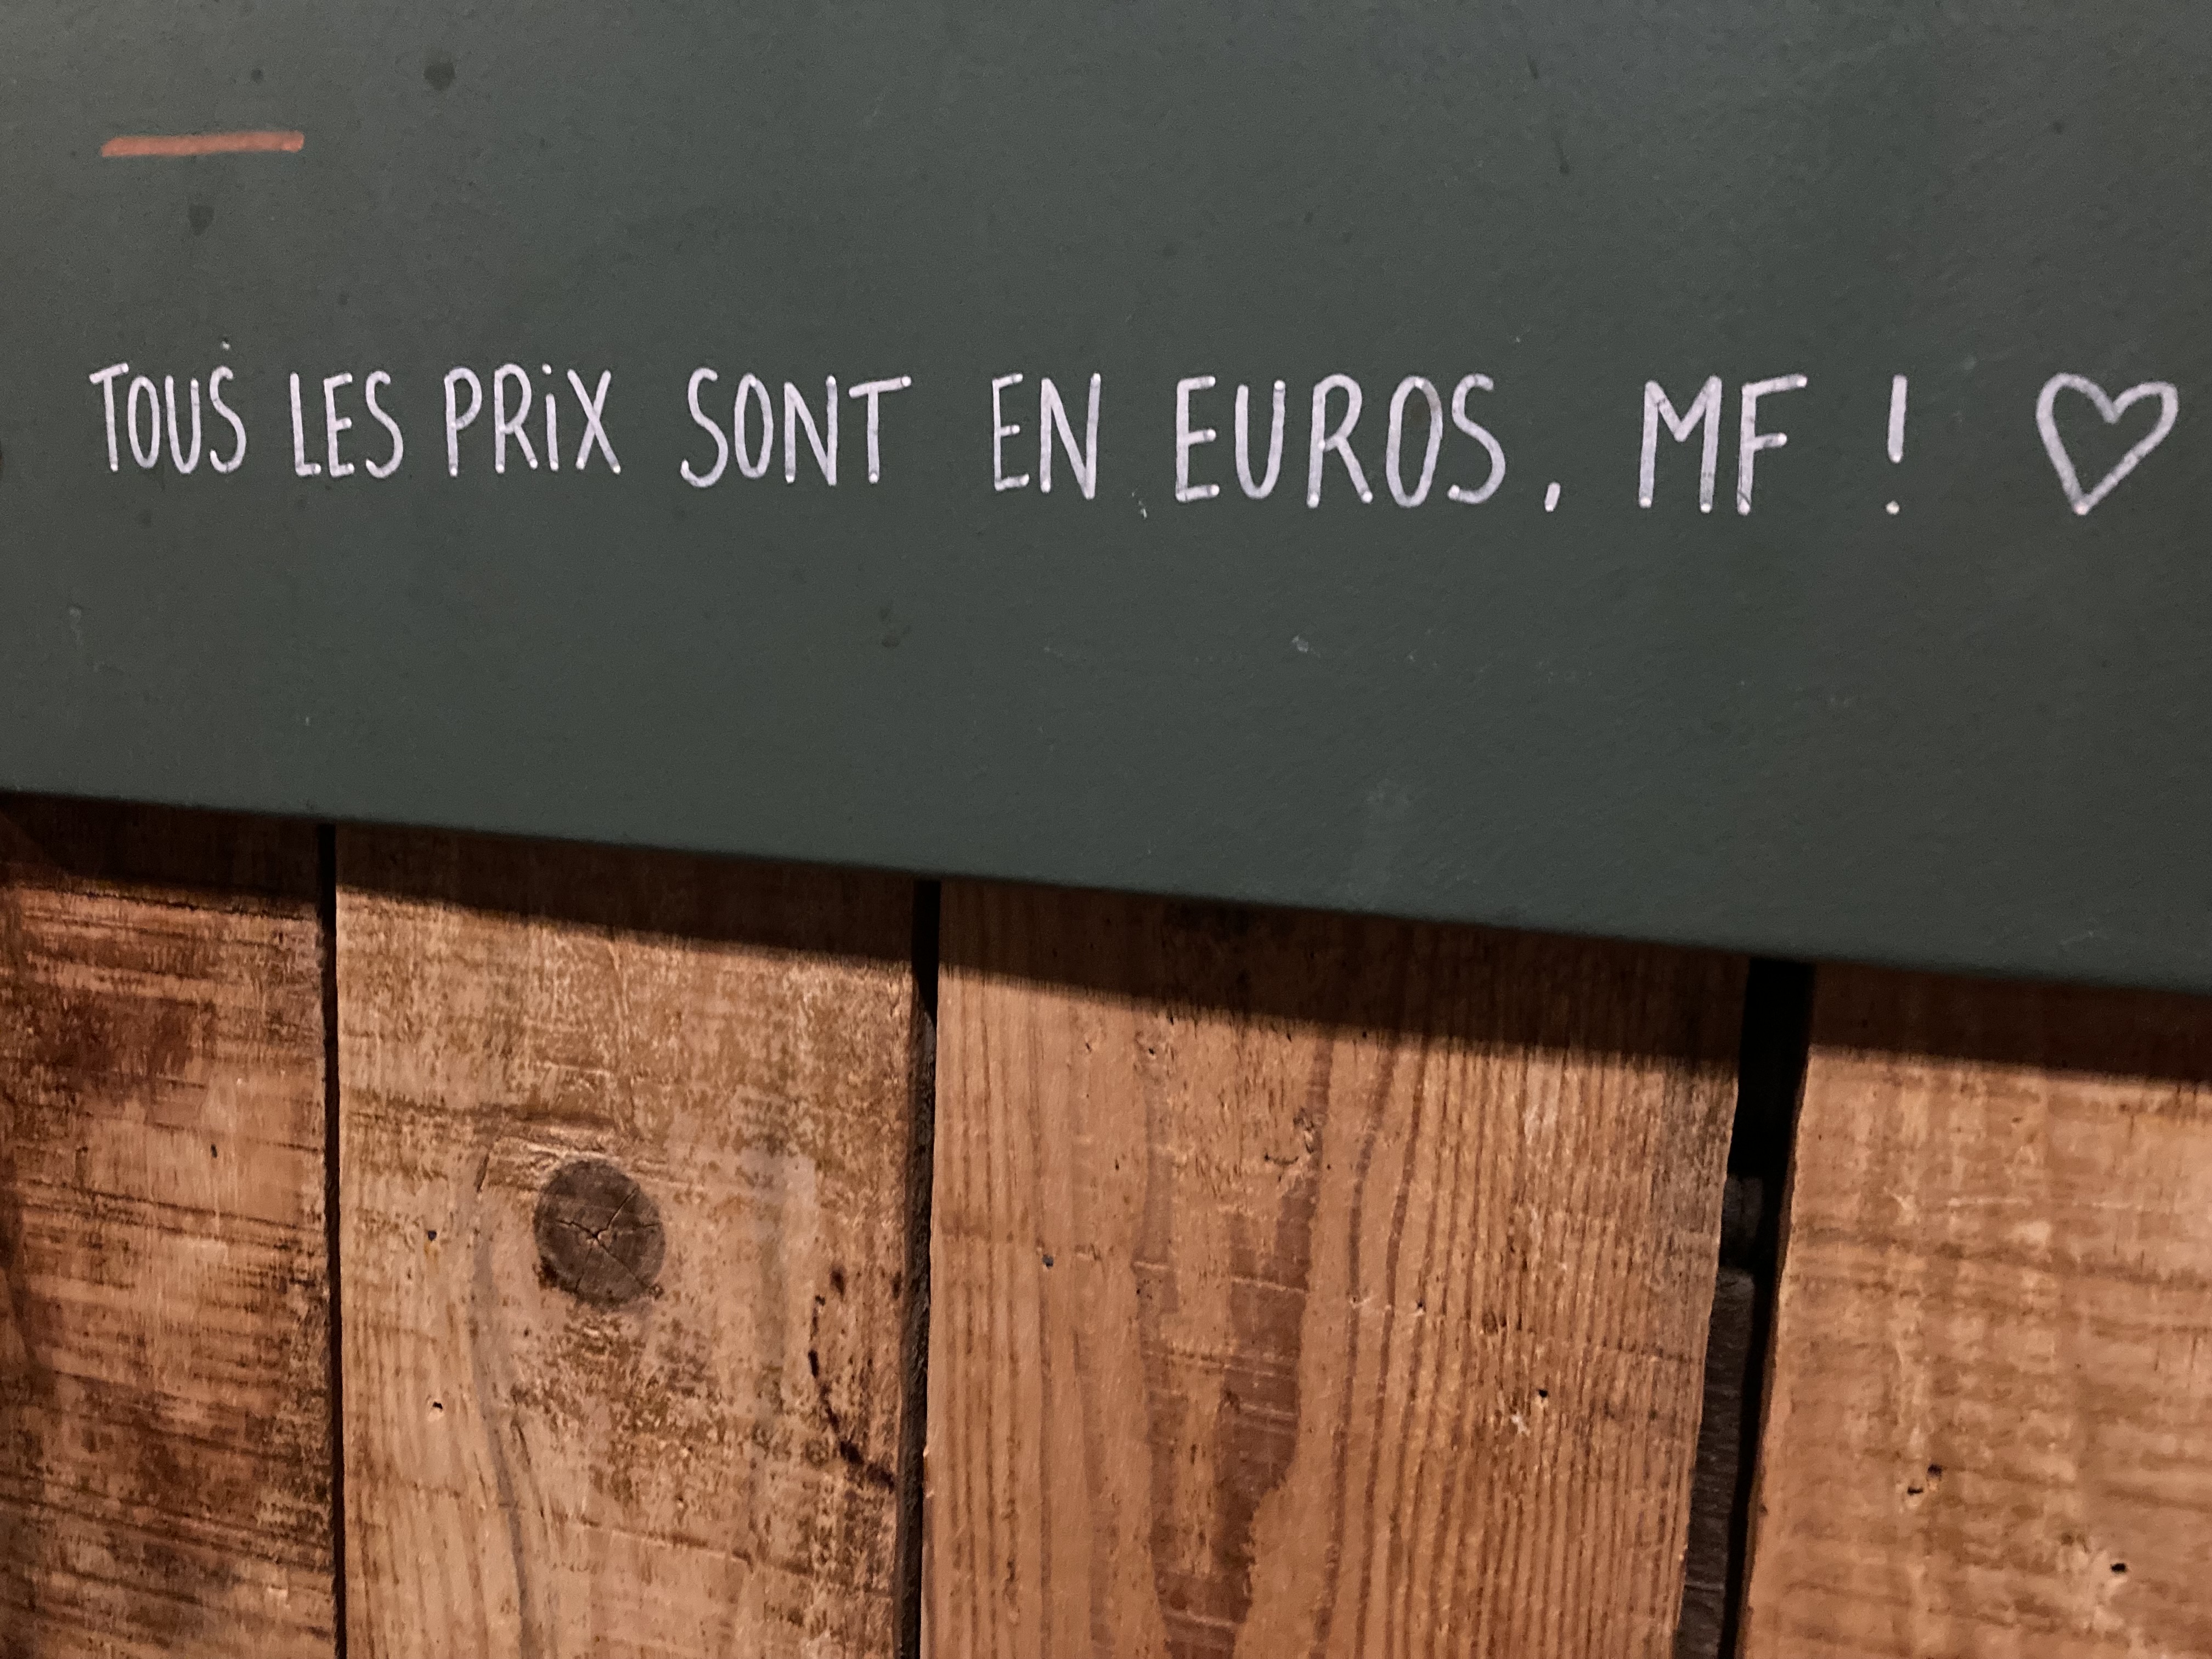 TOUS LES PRiX SONT EN EUROS. MF ! ♡